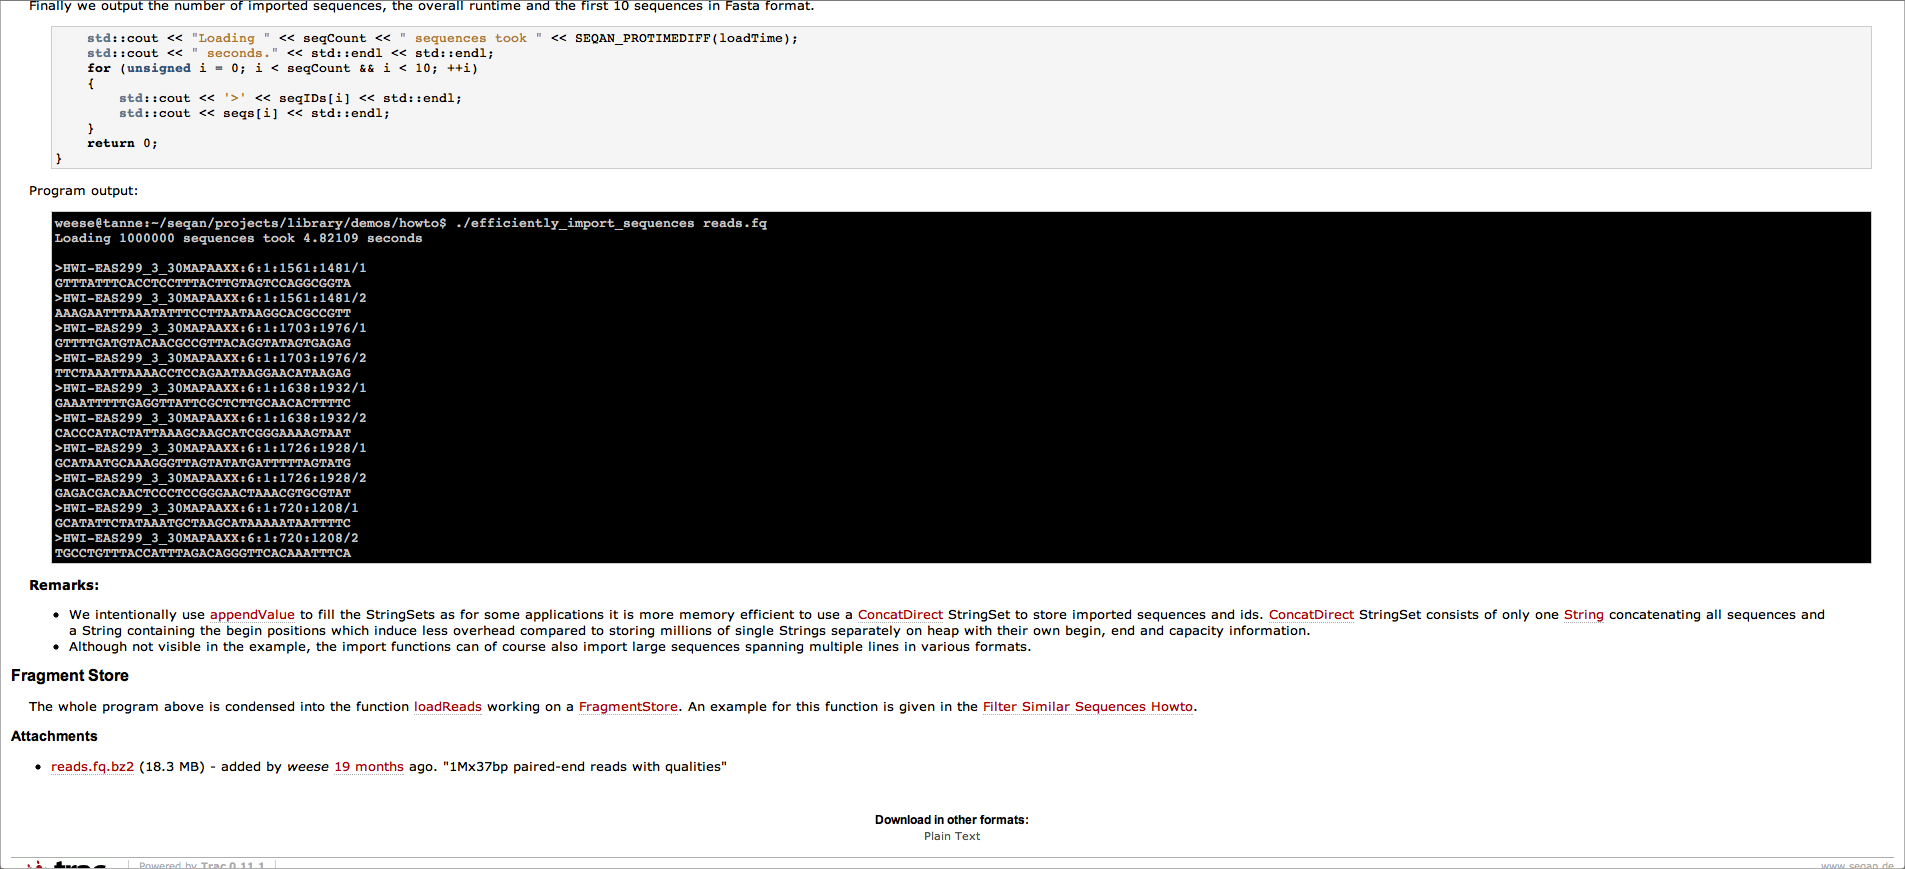 Finally we output the number of imported sequences, the overall runtime and the first 10 sequences in Fasta format.
std::cout << "Loading " << seqCount << " sequences took " << SEQAN_PROTIMEDIFF(loadTime);
std::cout << " seconds." << std::endl << std::endl;
for (unsigned i = 0; i < seqCount && i < 10; ++i)
{
std::cout << '>' << seqIDs[i] << std::endl;
std::cout << seqs[i] << std::endl;
}
return 0;
}
Program output:
weese@tanne:~/seqan/projects/library/demos/howto$ ./efficiently_import_sequences reads.fq
Loading 1000000 sequences took 4.82109 seconds
>HWI-EAS299_3_30MAPAAXX:6:1:1561:1481/1
GTTTATTTCACCTCCTTTACTTGTAGTCCAGGCGGTA
>HWI-EAS299_3_30MAPAAXX:6:1:1561:1481/2
AAAGAATTTAAATATTTCCTTAATAAGGCACGCCGTT
>HWI-EAS299_3_30MAPAAXX:6:1:1703:1976/1
GTTTTGATGTACAACGCCGTTACAGGTATAGTGAGAG
>HWI-EAS299_3_30MAPAAXX:6:1:1703:1976/2
TTCTAAATTAAAACCTCCAGAATAAGGAACATAAGAG
>HWI-EAS299_3_30MAPAAXX:6:1:1638:1932/1
GAAATTTTTGAGGTTATTCGCTCTTGCAACACTTTTC
>HWI-EAS299_3_30MAPAAXX:6:1:1638:1932/2
CACCCATACTATTAAAGCAAGCATCGGGAAAAGTAAT
>HWI-EAS299_3_30MAPAAXX:6:1:1726:1928/1
GCATAATGCAAAGGGTTAGTATATGATTTTTAGTATG
>HWI-EAS299_3_30MAPAAXX:6:1:1726:1928/2
GAGACGACAACTCCCTCCGGGAACTAAACGTGCGTAT
>HWI-EAS299_3_30MAPAAXX:6:1:720:1208/1
GCATATTCTATAAATGCTAAGCATAAAAATAATTTTC
>HWI-EAS299_3_30MAPAAXX:6:1:720:1208/2
TGCCTGTTTACCATTTAGACAGGGTTCACAAATTTCA
Remarks:
• We intentionally use appendValue to fill the StringSets as for some applications it is more memory efficient to use a ConcatDirect StringSet to store imported sequences and ids. ConcatDirect StringSet consists of only one String concatenating all sequences and
a String containing the begin positions which induce less overhead compared to storing millions of single Strings separately on heap with their own begin, end and capacity information.
• Although not visible in the example, the import functions can of course also import large sequences spanning multiple lines in various formats.
Fragment Store
The whole program above is condensed into the function loadReads working on a FragmentStore. An example for this function is given in the Filter Similar Sequences Howto.
Attachments
• reads.fq.bz2 (18.3 MB) - added by weese 19 months ago. "1Mx37bp paired-end reads with qualities"
Download in other formats:
Plain Text
trac Powered by Trac 0.11.1 www.seqan.de